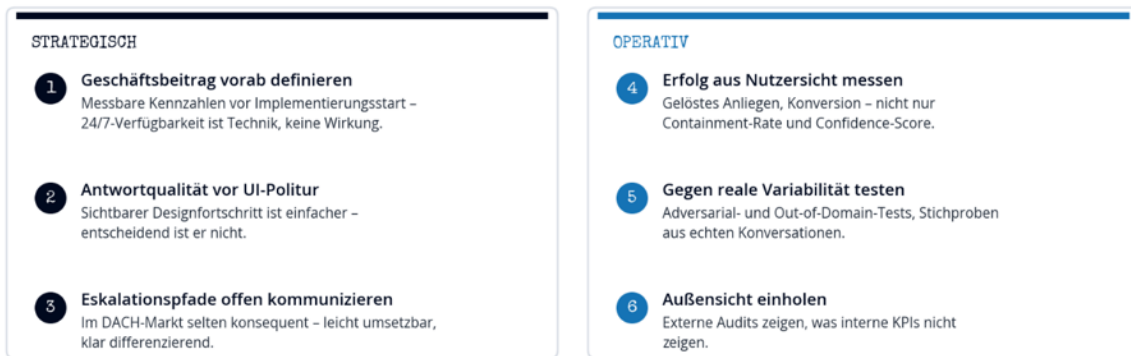 STRATEGISCH
1
Geschäftsbeitrag vorab definieren
Messbare Kennzahlen vor Implementierungsstart –
24/7-Verfügbarkeit ist Technik, keine Wirkung.
2
Antwortqualität vor UI-Politur
Sichtbarer Designfortschritt ist einfacher –
entscheidend ist er nicht.
3
Eskalationspfade offen kommunizieren
Im DACH-Markt selten konsequent – leicht umsetzbar,
klar differenzierend.
OPERATIV
4
Erfolg aus Nutzersicht messen
Gelöstes Anliegen, Konversion – nicht nur
Containment-Rate und Confidence-Score.
5
Gegen reale Variabilität testen
Adversarial- und Out-of-Domain-Tests, Stichproben
aus echten Konversationen.
6
Außensicht einholen
Externe Audits zeigen, was interne KPIs nicht
zeigen.